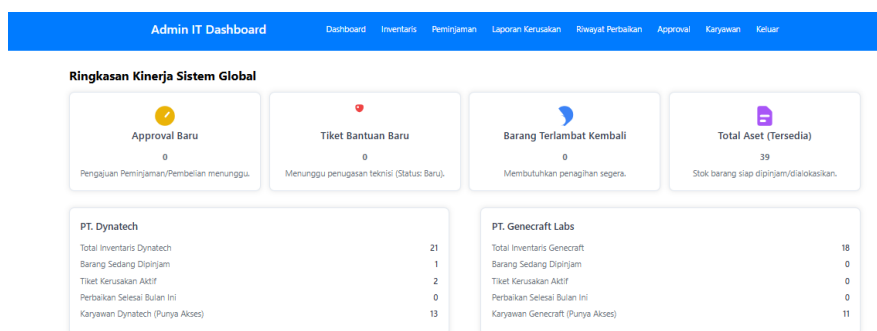 Admin IT Dashboard Dashboard Inventaris Peminjaman Laporan Kerusakan Riwayat Perbaikan Approval Karyawan Keluar
Ringkasan Kinerja Sistem Global
Approval Baru
0
Pengajuan Peminjaman/Pembelian menunggu.
Tiket Bantuan Baru
0
Menunggu penugasan teknisi (Status: Baru).
Barang Terlambat Kembali
0
Membutuhkan penagihan segera.
Total Aset (Tersedia)
39
Stok barang siap dipinjam/dialokasikan.
PT. Dynatech
Total Inventaris Dynatech 21
Barang Sedang Dipinjam 1
Tiket Kerusakan Aktif 2
Perbaikan Selesai Bulan Ini 0
Karyawan Dynatech (Punya Akses) 13
PT. Genecraft Labs
Total Inventaris Genecraft 18
Barang Sedang Dipinjam 0
Tiket Kerusakan Aktif 0
Perbaikan Selesai Bulan Ini 0
Karyawan Genecraft (Punya Akses) 11